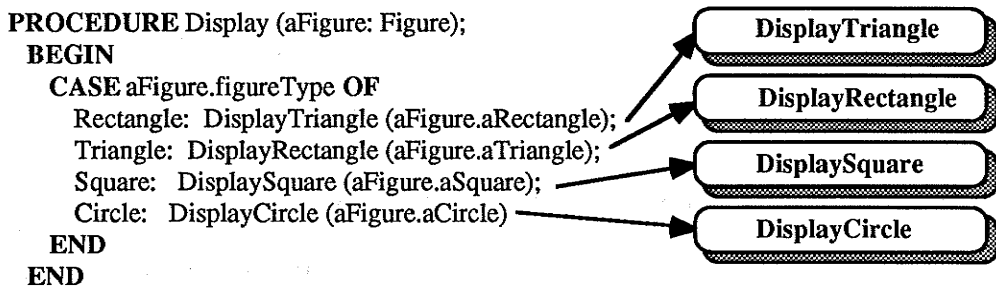 PROCEDURE Display (aFigure: Figure);
BEGIN
CASE aFigure.figureType OF
Rectangle: DisplayTriangle (aFigure.aRectangle);
Triangle: DisplayRectangle (aFigure.aTriangle);
Square: DisplaySquare (aFigure.aSquare);
Circle: DisplayCircle (aFigure.aCircle)
END
END
DisplayTriangle
DisplayRectangle
DisplaySquare
DisplayCircle